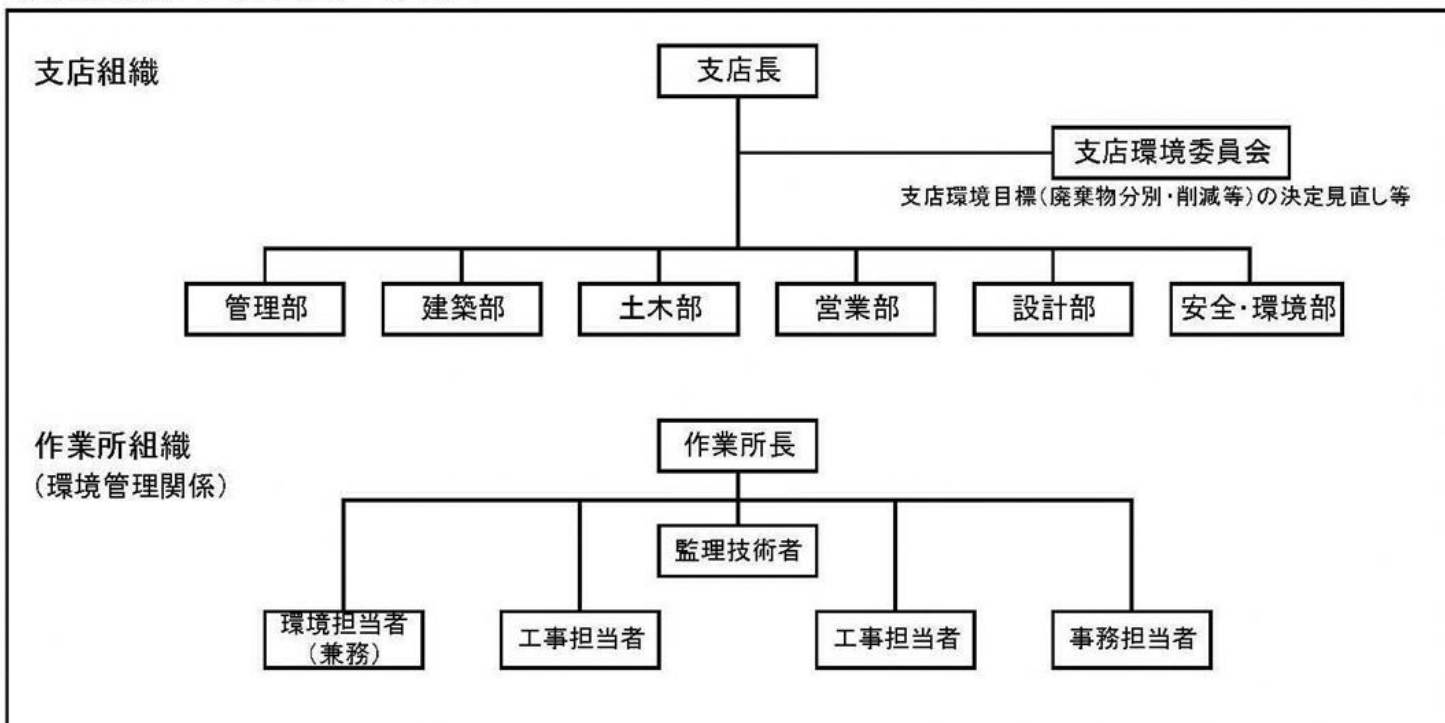 支店組織
支店長
支店環境委員会
支店環境目標(廃棄物分別・削減等)の決定見直し等
管理部
建築部
土木部
営業部
設計部
安全・環境部
作業所組織
(環境管理関係)
作業所長
監理技術者
環境担当者
(兼務)
工事担当者
工事担当者
事務担当者